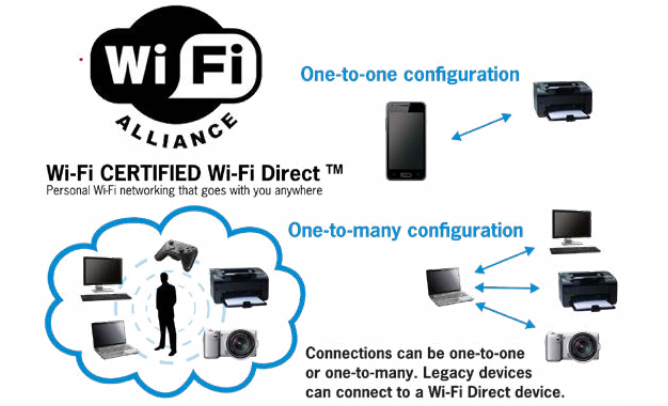 Wi Fi
ALLIANCE
Wi-Fi CERTIFIED Wi-Fi Direct ™
Personal Wi-Fi networking that goes with you anywhere
One-to-one configuration
One-to-many configuration
Connections can be one-to-one
or one-to-many. Legacy devices
can connect to a Wi-Fi Direct device.